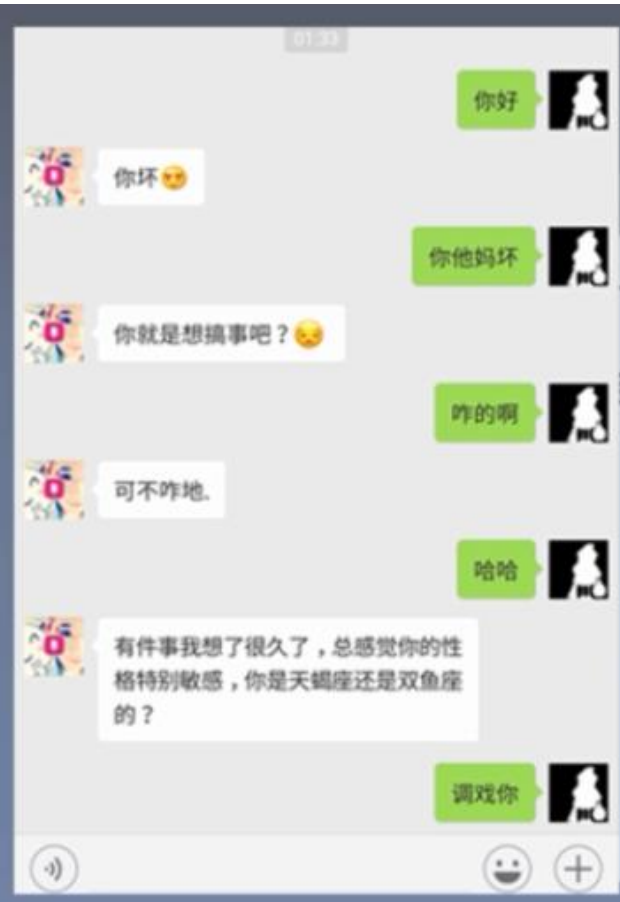 01:33
你好
你坏
你他妈坏
你就是想搞事吧？
咋的啊
可不咋地.
哈哈
有件事我想了很久了，总感觉你的性
格特别敏感，你是天蝎座还是双鱼座
的？
调戏你